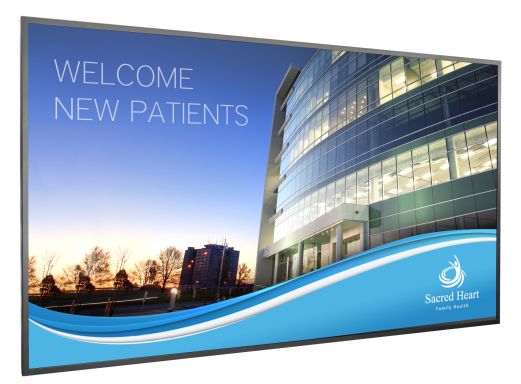 WELCOME
NEW PATIENTS
Sacred Heart
Family Health